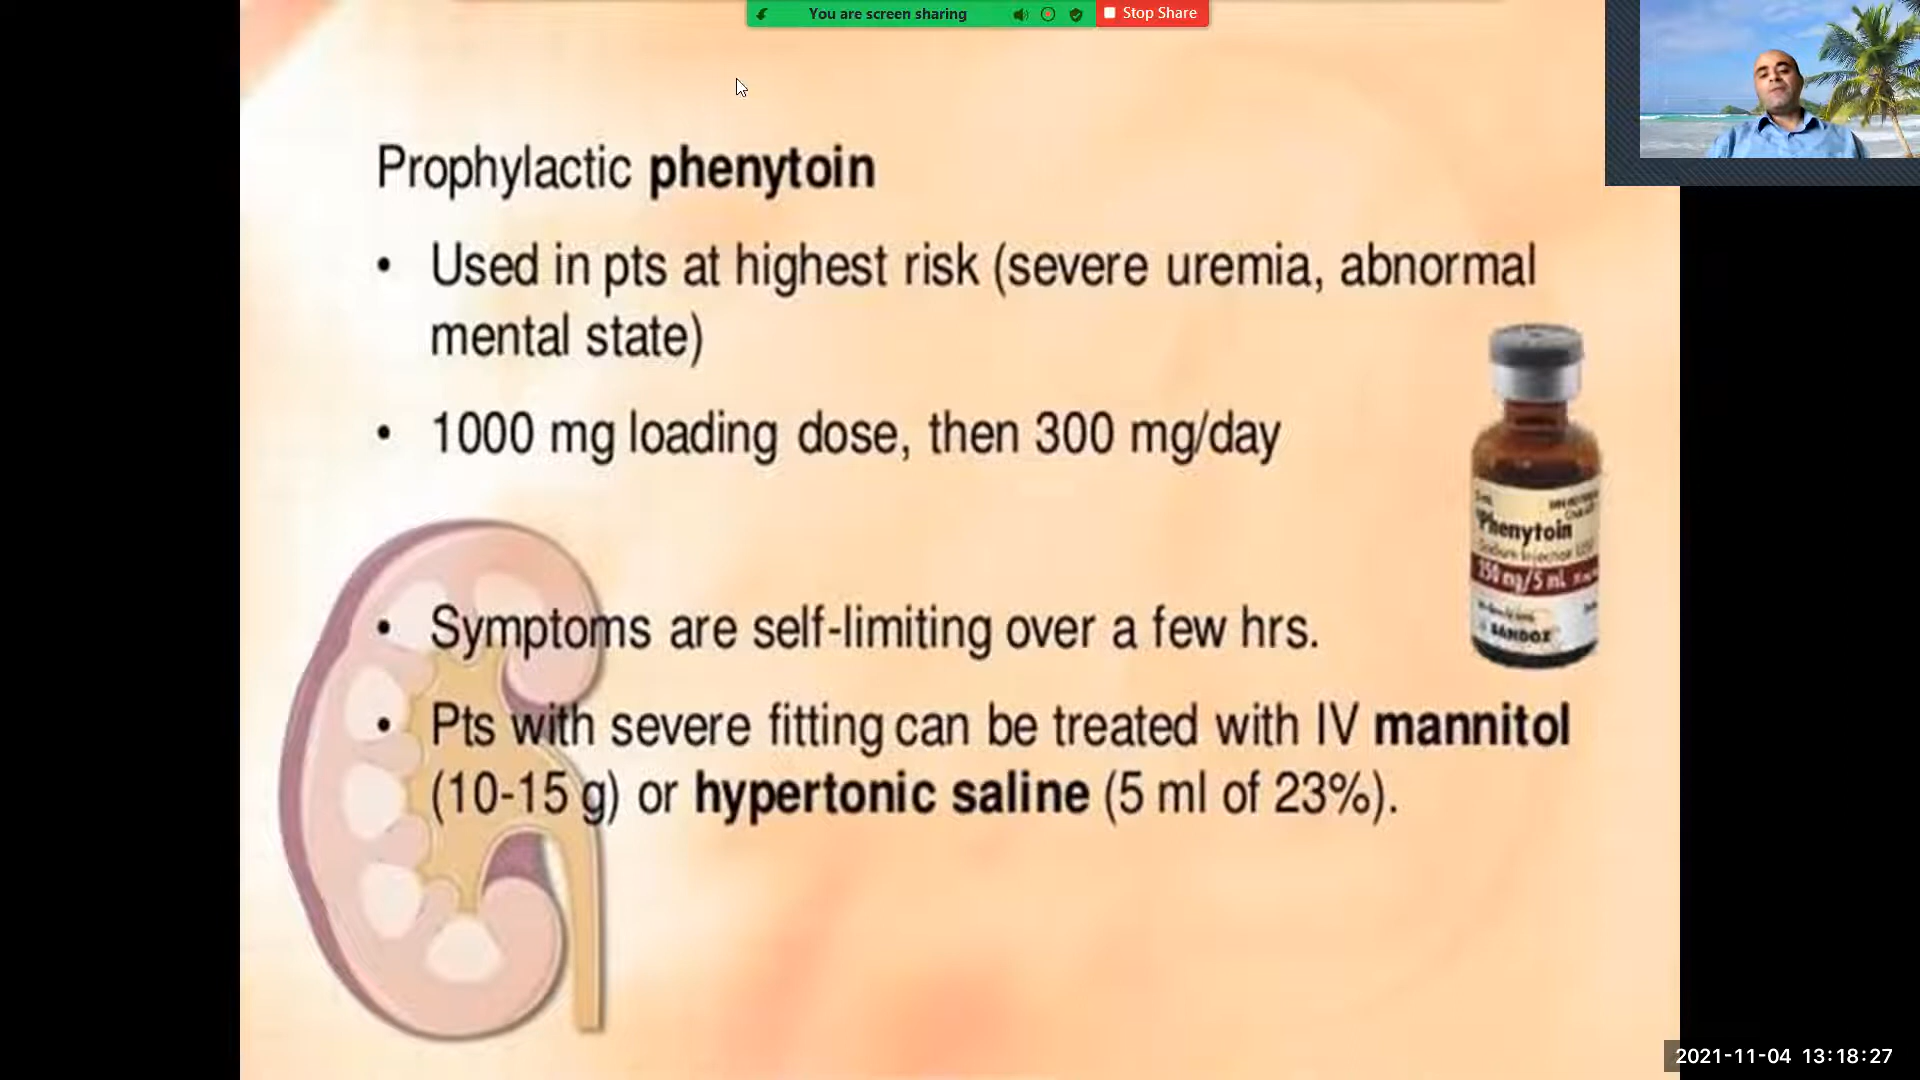 You are screen sharing
Stop Share
Prophylactic phenytoin
• Used in pts at highest risk (severe uremia, abnormal
mental state)
• 1000 mg loading dose, then 300 mg/day
Phenytoin
Sodium Injection USP
250 mg/5 mL
SANDOZ
• Symptoms are self-limiting over a few hrs.
• Pts with severe fitting can be treated with IV mannitol
(10-15 g) or hypertonic saline (5 ml of 23%).
2021-11-04 13:18:27